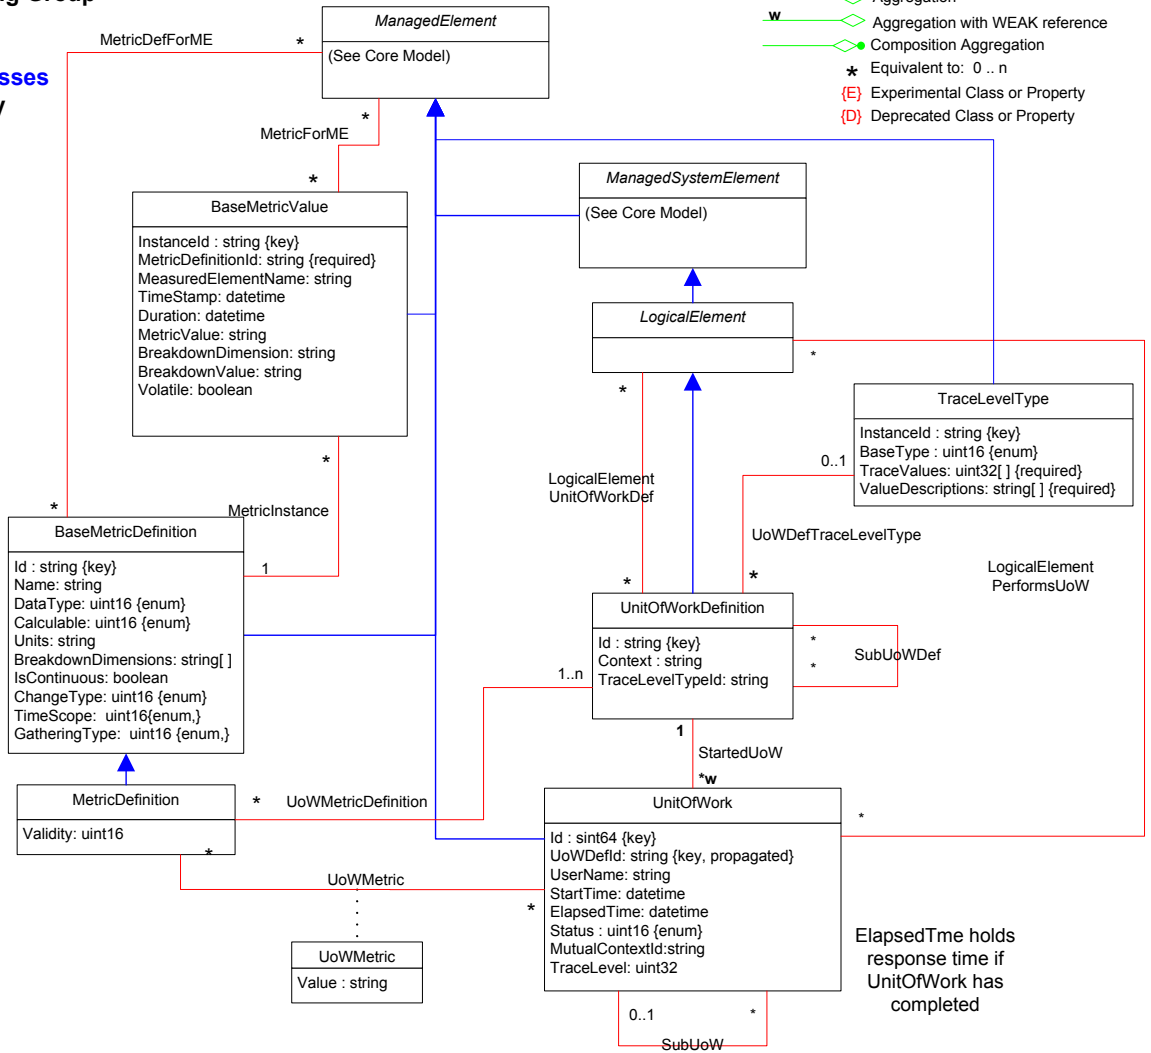 ng Group
sses
ManagedElement
(See Core Model)
MetricDefForME
*
Aggregation
w
Aggregation with WEAK reference
Composition Aggregation
* Equivalent to: 0 .. n
{E} Experimental Class or Property
{D} Deprecated Class or Property
*
MetricForME
*
BaseMetricValue
InstanceId : string {key}
MetricDefinitionId: string {required}
MeasuredElementName: string
TimeStamp: datetime
Duration: datetime
MetricValue: string
BreakdownDimension: string
BreakdownValue: string
Volatile: boolean
ManagedSystemElement
(See Core Model)
LogicalElement
*
*
TraceLevelType
InstanceId : string {key}
BaseType : uint16 {enum}
TraceValues: uint32[ ] {required}
ValueDescriptions: string[ ] {required}
0..1
LogicalElement
UnitOfWorkDef
UoWDefTraceLevelType
LogicalElement
PerformsUoW
*
*
*
MetricInstance
*
1
BaseMetricDefinition
Id : string {key}
Name: string
DataType: uint16 {enum}
Calculable: uint16 {enum}
Units: string
BreakdownDimensions: string[ ]
IsContinuous: boolean
ChangeType: uint16 {enum}
TimeScope: uint16{enum,}
GatheringType: uint16 {enum,}
UnitOfWorkDefinition
Id : string {key}
Context : string
TraceLevelTypeId: string
*
*
SubUoWDef
1..n
1
StartedUoW
*w
MetricDefinition
Validity: uint16
*
UoWMetricDefinition
*
UoWMetric
*
UoWMetric
Value : string
UnitOfWork
Id : sint64 {key}
UoWDefId: string {key, propagated}
UserName: string
StartTime: datetime
ElapsedTime: datetime
Status : uint16 {enum}
MutualContextId:string
TraceLevel: uint32
*
0..1
*
SubUoW
ElapsedTme holds
response time if
UnitOfWork has
completed